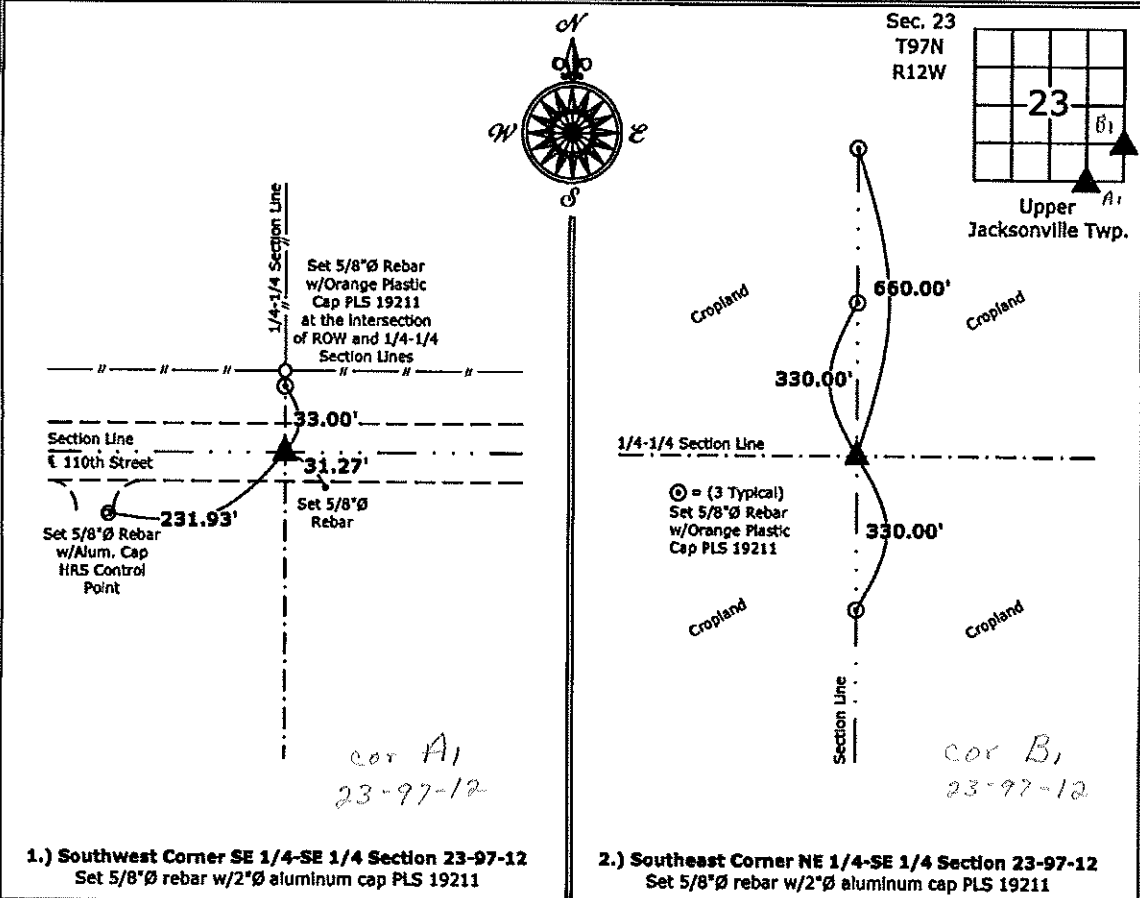 N
W
E
S
Sec. 23
T97N
R12W
23
B1
A1
Upper
Jacksonville Twp.
1/4-1/4 Section Line
Set 5/8"Ø Rebar
w/Orange Plastic
Cap PLS 19211
at the intersection
of ROW and 1/4-1/4
Section Lines
33.00'
Section Line
℄ 110th Street
31.27'
Set 5/8"Ø
Rebar
231.93'
Set 5/8"Ø Rebar
w/Alum. Cap
HRS Control
Point
cor A1
23-97-12
1.) Southwest Corner SE 1/4-SE 1/4 Section 23-97-12
Set 5/8"Ø rebar w/2"Ø aluminum cap PLS 19211
Cropland
660.00'
Cropland
330.00'
1/4-1/4 Section Line
⊙ = (3 Typical)
Set 5/8"Ø Rebar
w/Orange Plastic
Cap PLS 19211
330.00'
Cropland
Cropland
Section Line
cor B1
23-97-12
2.) Southeast Corner NE 1/4-SE 1/4 Section 23-97-12
Set 5/8"Ø rebar w/2"Ø aluminum cap PLS 19211